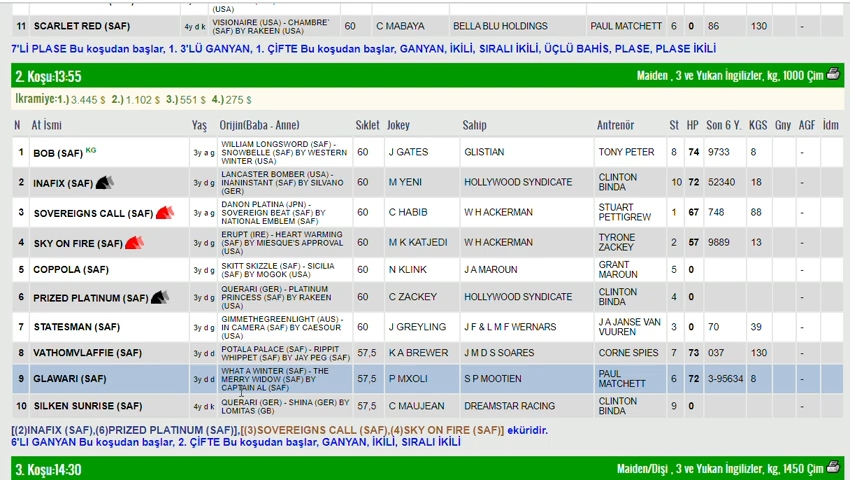 (USA)
11 SCARLET RED (SAF) 4y d k VISIONAIRE (USA) - CHAMBRE` (SAF) BY RAKEEN (USA) 60 C MABAYA BELLA BLU HOLDINGS PAUL MATCHETT 6 0 86 130 -
7'Lİ PLASE Bu koşudan başlar, 1. 3'LÜ GANYAN, 1. ÇİFTE Bu koşudan başlar, GANYAN, İKİLİ, SIRALI İKİLİ, ÜÇLÜ BAHİS, PLASE, PLASE İKİLİ
2. Koşu:13:55 Maiden , 3 ve Yukarı İngilizler, kg, 1000 Çim
İkramiye:1.) 3.445 $ 2.) 1.102 $ 3.) 551 $ 4.) 275 $
N At İsmi Yaş Orijin(Baba - Anne) Sıklet Jokey Sahip Antrenör St HP Son 6 Y. KGS Gny AGF İdm
1 BOB (SAF) KG 3y a g WILLIAM LONGSWORD (SAF) - SNOWBELLE (SAF) BY WESTERN WINTER (USA) 60 J GATES GLISTIAN TONY PETER 8 74 9733 8 -
2 INAFIX (SAF) 3y d g LANCASTER BOMBER (USA) - INANINSTANT (SAF) BY SILVANO (GER) 60 M YENI HOLLYWOOD SYNDICATE CLINTON BINDA 10 72 52340 18 -
3 SOVEREIGNS CALL (SAF) 3y a g DANON PLATINA (JPN) - SOVEREIGN BEAT (SAF) BY NATIONAL EMBLEM (SAF) 60 C HABIB W H ACKERMAN STUART PETTIGREW 1 67 748 88 -
4 SKY ON FIRE (SAF) 3y d g ERUPT (IRE) - HEART WARMING (SAF) BY MIESQUE'S APPROVAL (USA) 60 M K KATJEDI W H ACKERMAN TYRONE ZACKEY 2 57 9889 13 -
5 COPPOLA (SAF) 3y d g SKITT SKIZZLE (SAF) - SICILIA (SAF) BY MOGOK (USA) 60 N KLINK J A MAROUN GRANT MAROUN 5 0 -
6 PRIZED PLATINUM (SAF) 3y d g QUERARI (GER) - PLATINUM PRINCESS (SAF) BY RAKEEN (USA) 60 C ZACKEY HOLLYWOOD SYNDICATE CLINTON BINDA 4 0 -
7 STATESMAN (SAF) 3y d g GIMMETHEGREENLIGHT (AUS) - IN CAMERA (SAF) BY CAESOUR (USA) 60 J GREYLING J F & L M F WERNARS J A JANSE VAN VUUREN 3 0 70 39 -
8 VATHOMVLAFFIE (SAF) 3y d d POTALA PALACE (SAF) - RIPPIT WHIPPET (SAF) BY JAY PEG (SAF) 57,5 K A BREWER J M D S SOARES CORNE SPIES 7 73 037 130 -
9 GLAWARI (SAF) 3y d d WHAT A WINTER (SAF) - THE MERRY WIDOW (SAF) BY CAPTAIN AL (SAF) 57,5 P MXOLI S P MOOTIEN PAUL MATCHETT 6 72 3-95634 8 -
10 SILKEN SUNRISE (SAF) 4y d k QUERARI (GER) - SHINA (GER) BY LOMITAS (GB) 57,5 C MAUJEAN DREAMSTAR RACING CLINTON BINDA 9 0 -
[(2)INAFIX (SAF),(6)PRIZED PLATINUM (SAF)],[(3)SOVEREIGNS CALL (SAF),(4)SKY ON FIRE (SAF)] eküridir.
6'LI GANYAN Bu koşudan başlar, 2. ÇİFTE Bu koşudan başlar, GANYAN, İKİLİ, SIRALI İKİLİ
3. Koşu:14:30 Maiden/Dişi , 3 ve Yukarı İngilizler, kg, 1450 Çim